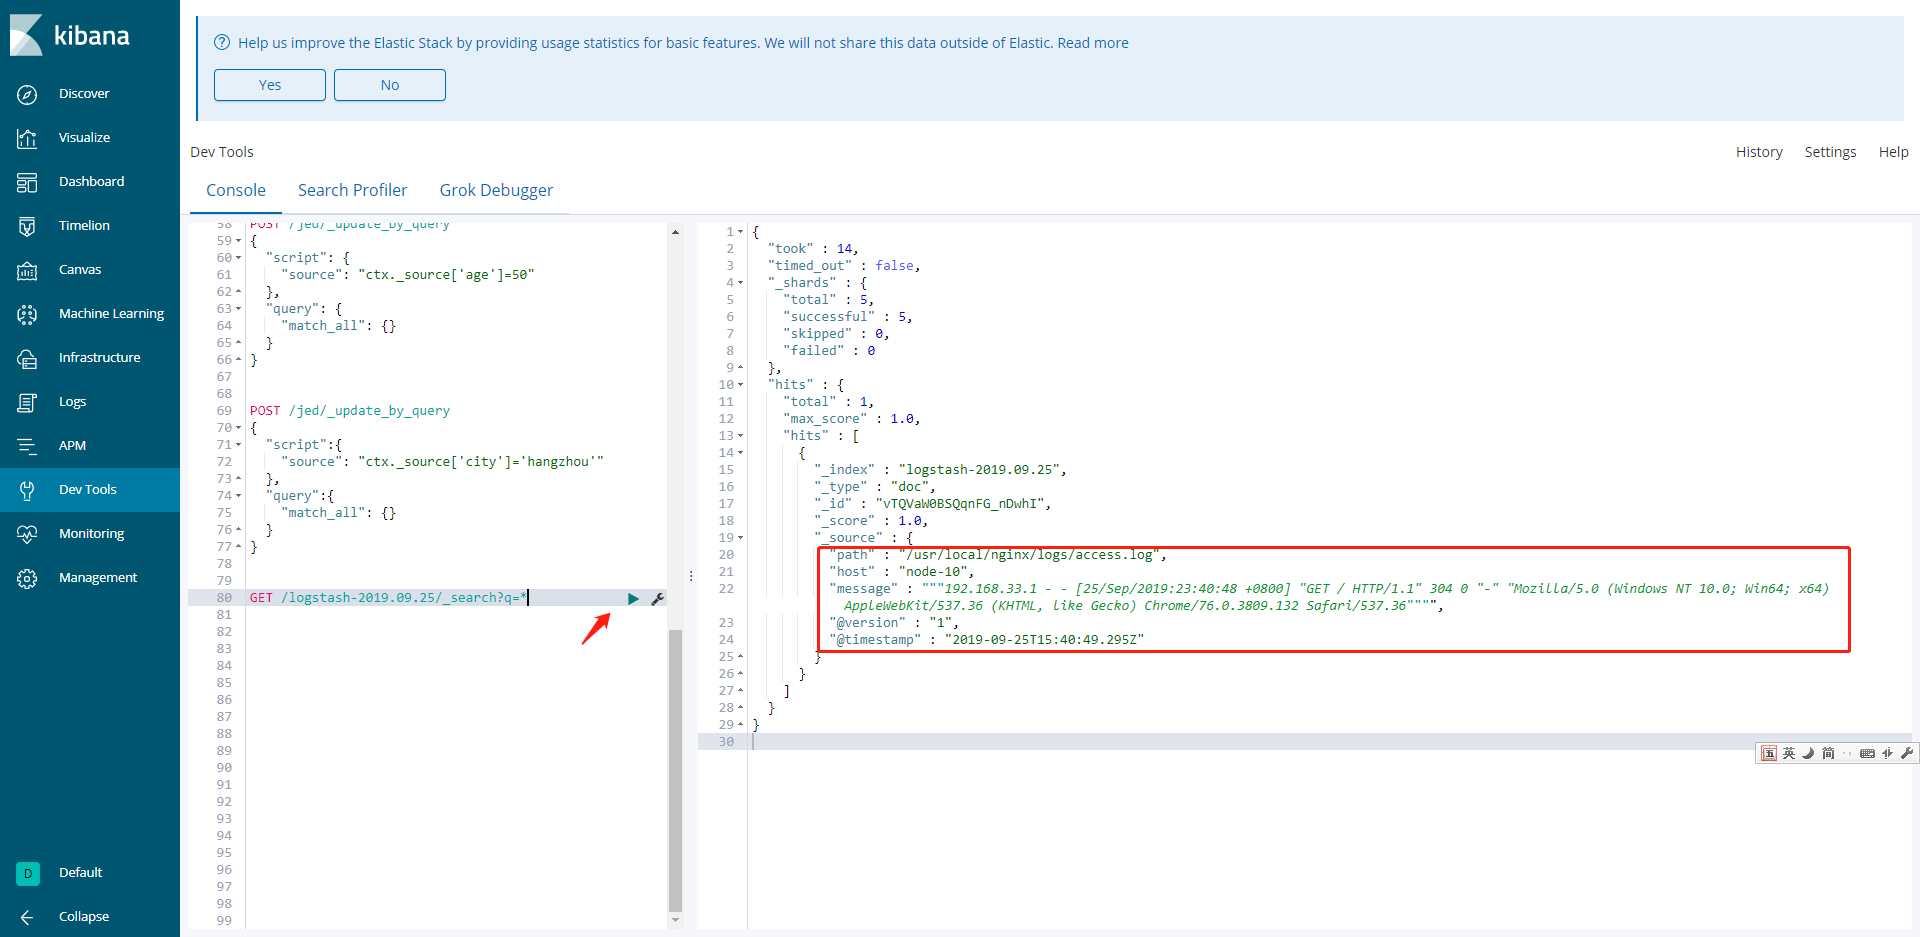 kibana
Discover
Visualize
Dashboard
Timelion
Canvas
Machine Learning
Infrastructure
Logs
APM
Dev Tools
Monitoring
Management
D Default
Collapse
Help us improve the Elastic Stack by providing usage statistics for basic features. We will not share this data outside of Elastic. Read more
Yes No
Dev Tools
History Settings Help
Console Search Profiler Grok Debugger
58 POST /jed/_update_by_query
59 {
60 "script": {
61 "source": "ctx._source['age']=50"
62 },
63 "query": {
64 "match_all": {}
65 }
66 }
67
68
69 POST /jed/_update_by_query
70 {
71 "script":{
72 "source": "ctx._source['city']='hangzhou'"
73 },
74 "query":{
75 "match_all": {}
76 }
77 }
78
79
80 GET /logstash-2019.09.25/_search?q=*
81
82
83
84
85
86
87
88
89
90
91
92
93
94
95
96
97
98
99
1 {
2 "took" : 14,
3 "timed_out" : false,
4 "_shards" : {
5 "total" : 5,
6 "successful" : 5,
7 "skipped" : 0,
8 "failed" : 0
9 },
10 "hits" : {
11 "total" : 1,
12 "max_score" : 1.0,
13 "hits" : [
14 {
15 "_index" : "logstash-2019.09.25",
16 "_type" : "doc",
17 "_id" : "vTQVaW0BSQqnFG_nDwhI",
18 "_score" : 1.0,
19 "_source" : {
20 "path" : "/usr/local/nginx/logs/access.log",
21 "host" : "node-10",
22 "message" : """192.168.33.1 - - [25/Sep/2019:23:40:48 +0800] "GET / HTTP/1.1" 304 0 "-" "Mozilla/5.0 (Windows NT 10.0; Win64; x64)
AppleWebKit/537.36 (KHTML, like Gecko) Chrome/76.0.3809.132 Safari/537.36"""",
23 "@version" : "1",
24 "@timestamp" : "2019-09-25T15:40:49.295Z"
25 }
26 }
27 ]
28 }
29 }
30
五 英 简